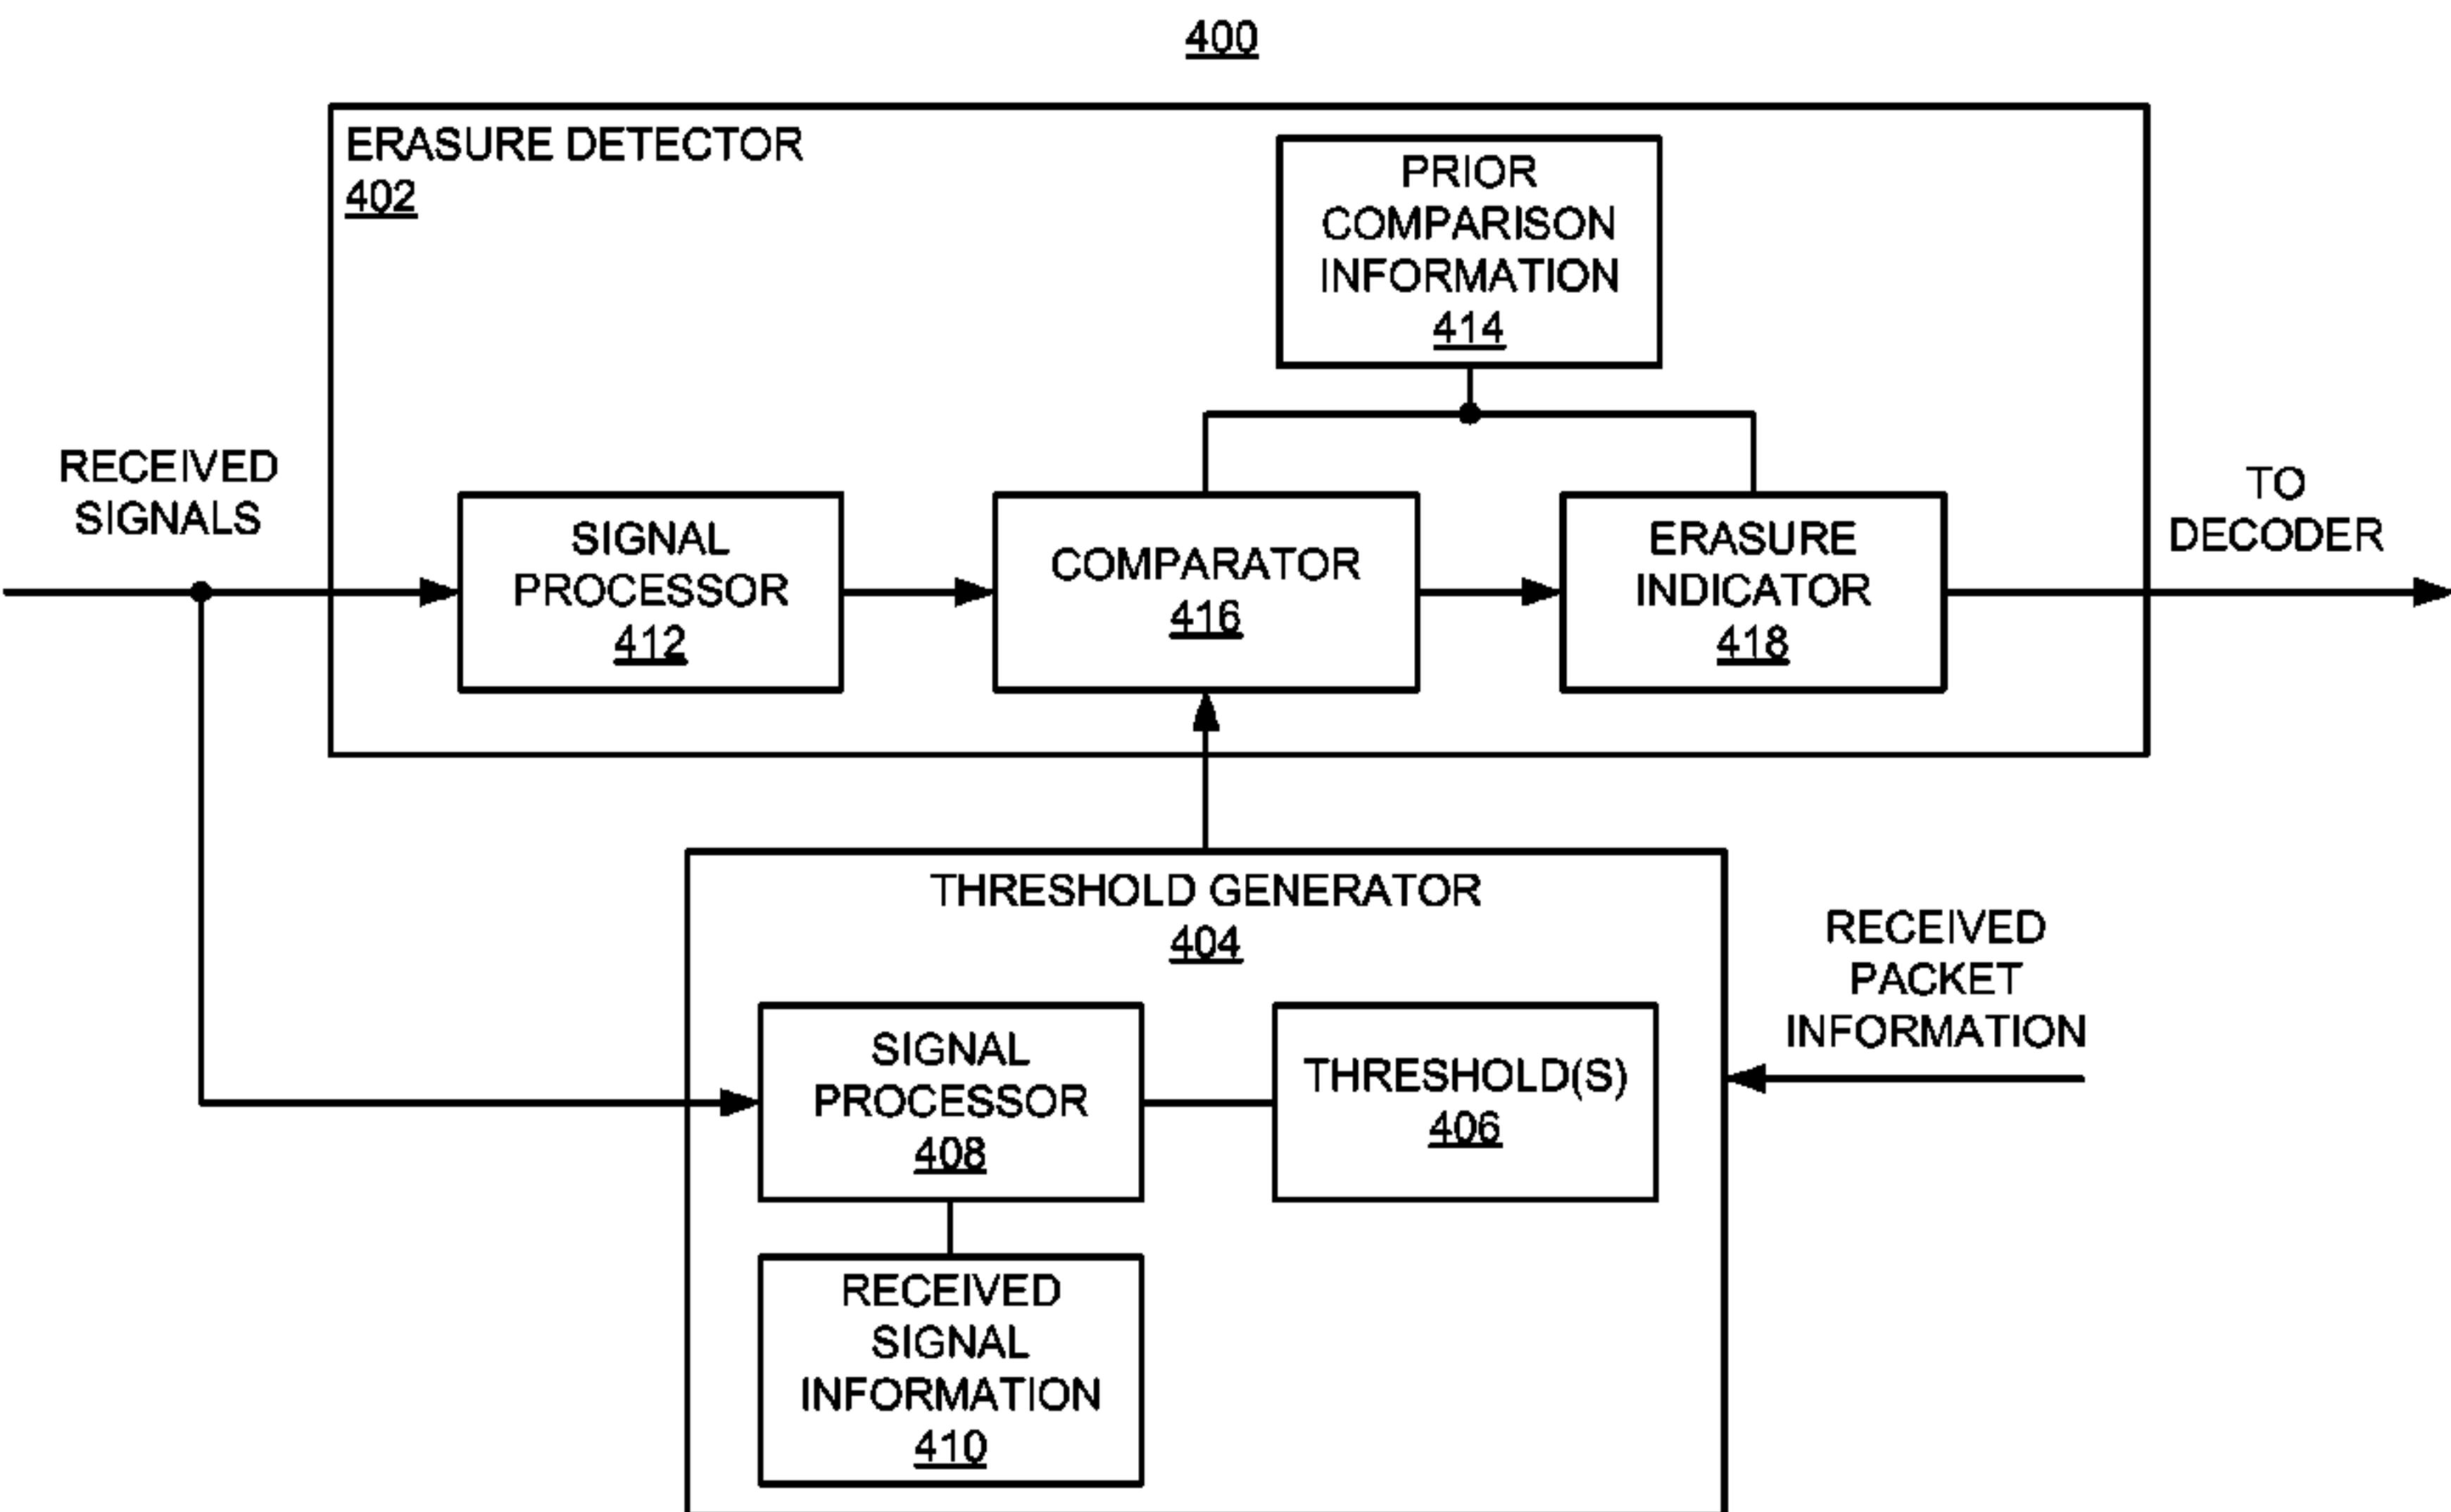 400
ERASURE DETECTOR
402
PRIOR
COMPARISON
INFORMATION
414
RECEIVED
SIGNALS
SIGNAL
PROCESSOR
412
COMPARATOR
416
ERASURE
INDICATOR
418
TO
DECODER
THRESHOLD GENERATOR
404
RECEIVED
PACKET
INFORMATION
SIGNAL
PROCESSOR
408
THRESHOLD(S)
406
RECEIVED
SIGNAL
INFORMATION
410